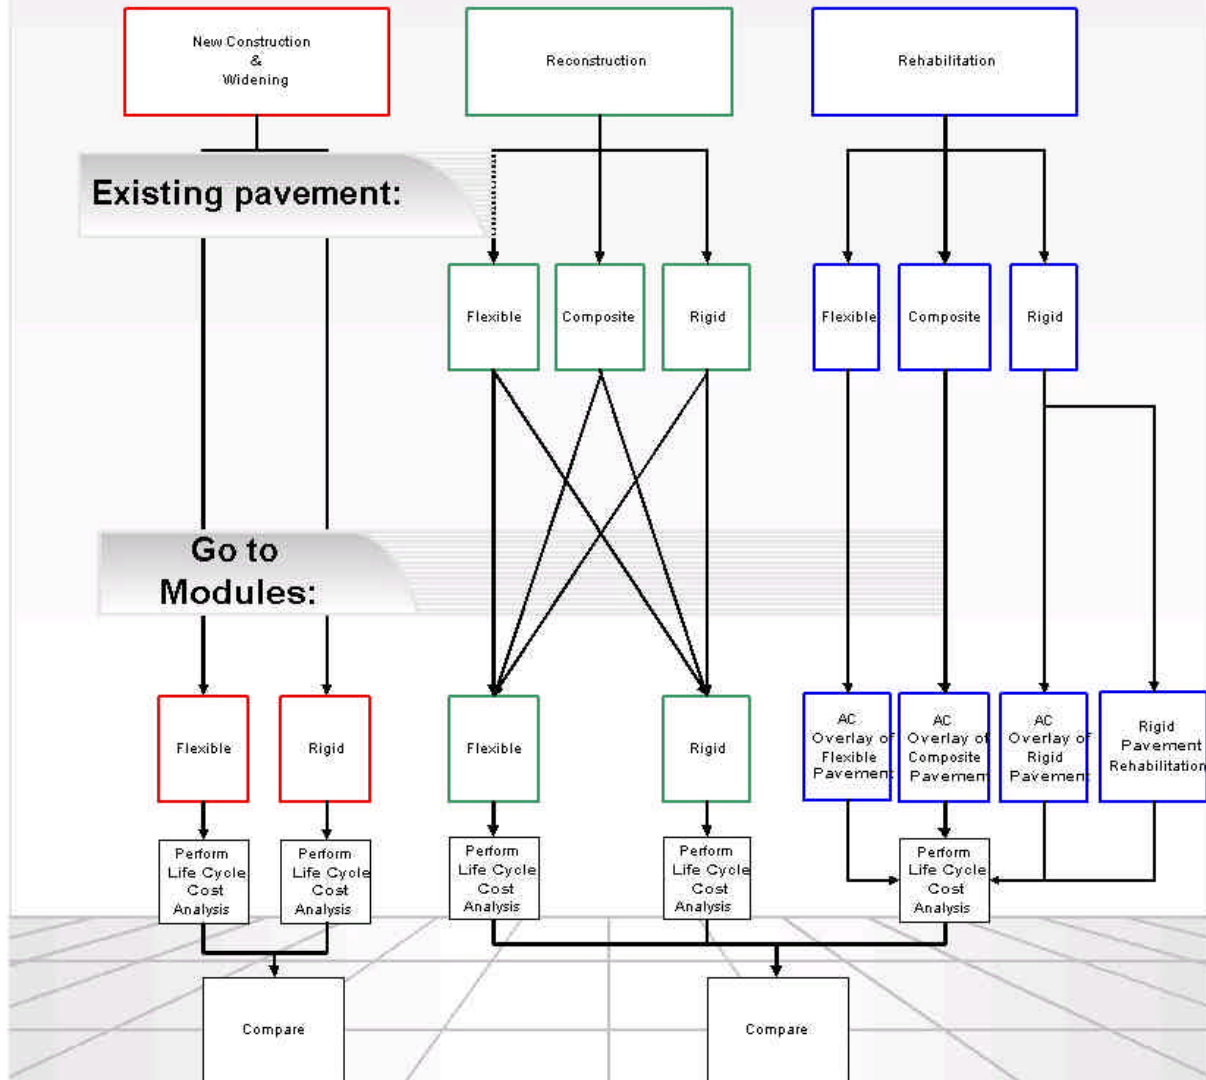 New Construction
&
Widening
Reconstruction
Rehabilitation
Existing pavement:
Flexible
Composite
Rigid
Flexible
Composite
Rigid
Go to
Modules:
Flexible
Rigid
Flexible
Rigid
AC
Overlay of
Flexible
Pavement
AC
Overlay of
Composite
Pavement
AC
Overlay of
Rigid
Pavement
Rigid
Pavement
Rehabilitation
Perform
Life Cycle
Cost
Analysis
Perform
Life Cycle
Cost
Analysis
Perform
Life Cycle
Cost
Analysis
Perform
Life Cycle
Cost
Analysis
Perform
Life Cycle
Cost
Analysis
Compare
Compare